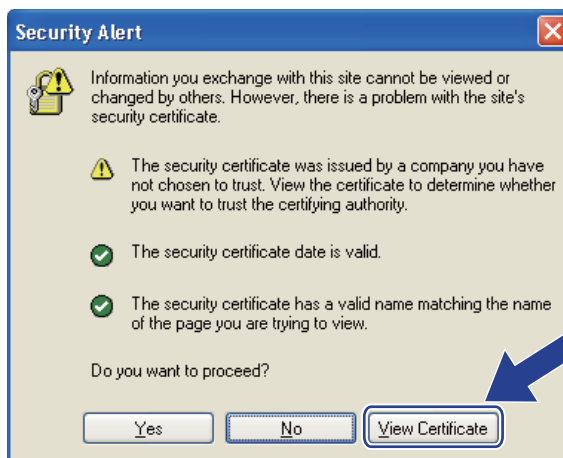 Security Alert
Information you exchange with this site cannot be viewed or
changed by others. However, there is a problem with the site's
security certificate.
The security certificate was issued by a company you have
not chosen to trust. View the certificate to determine whether
you want to trust the certifying authority.
The security certificate date is valid.
The security certificate has a valid name matching the name
of the page you are trying to view.
Do you want to proceed?
Yes No View Certificate